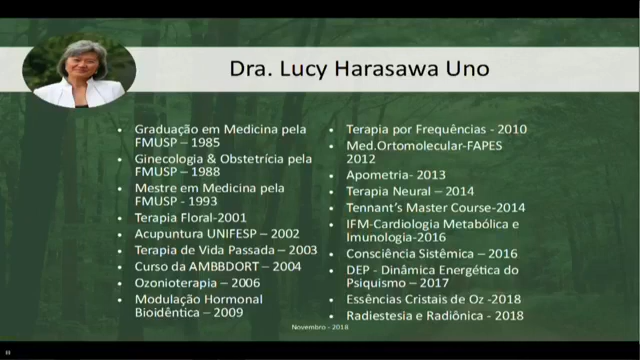 Dra. Lucy Harasawa Uno
• Graduação em Medicina pela
FMUSP – 1985
• Ginecologia & Obstetrícia pela
FMUSP – 1988
• Mestre em Medicina pela
FMUSP - 1993
• Terapia Floral-2001
• Acupuntura UNIFESP – 2002
• Terapia de Vida Passada – 2003
• Curso da AMBBDORT – 2004
• Ozonioterapia – 2006
• Modulação Hormonal
Bioidêntica – 2009
• Terapia por Frequências - 2010
• Med.Ortomolecular-FAPES
2012
• Apometria- 2013
• Terapia Neural – 2014
• Tennant's Master Course-2014
• IFM-Cardiologia Metabólica e
Imunologia-2016
• Consciência Sistêmica – 2016
• DEP - Dinâmica Energética do
Psiquismo – 2017
• Essências Cristais de Oz -2018
• Radiestesia e Radiônica - 2018
Novembro - 2018